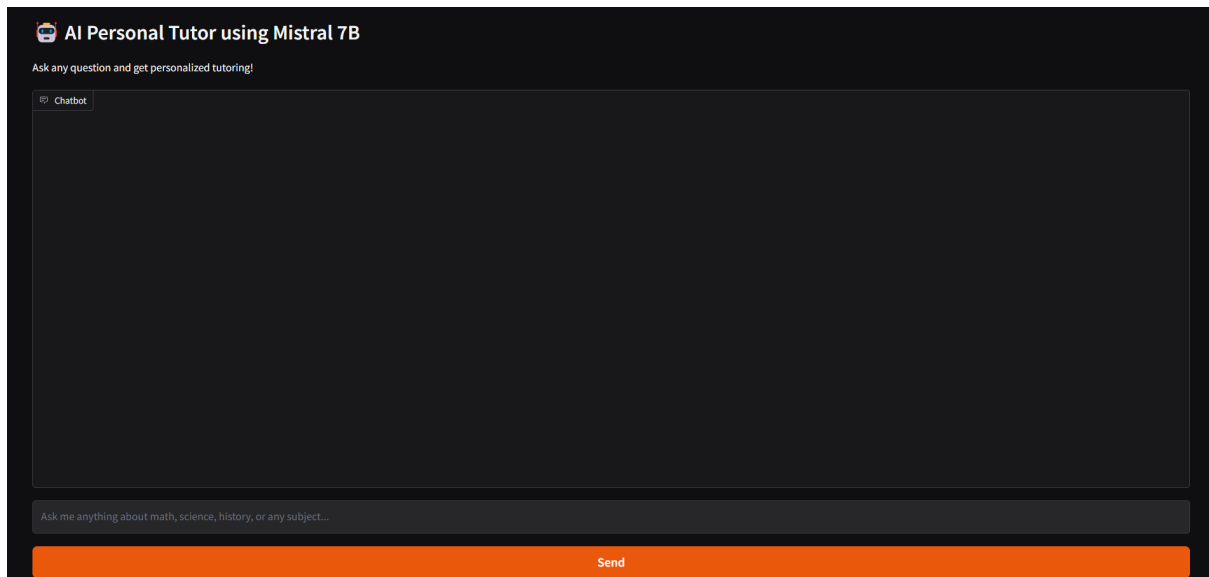 AI Personal Tutor using Mistral 7B
Ask any question and get personalized tutoring!
Chatbot
Ask me anything about math, science, history, or any subject...
Send